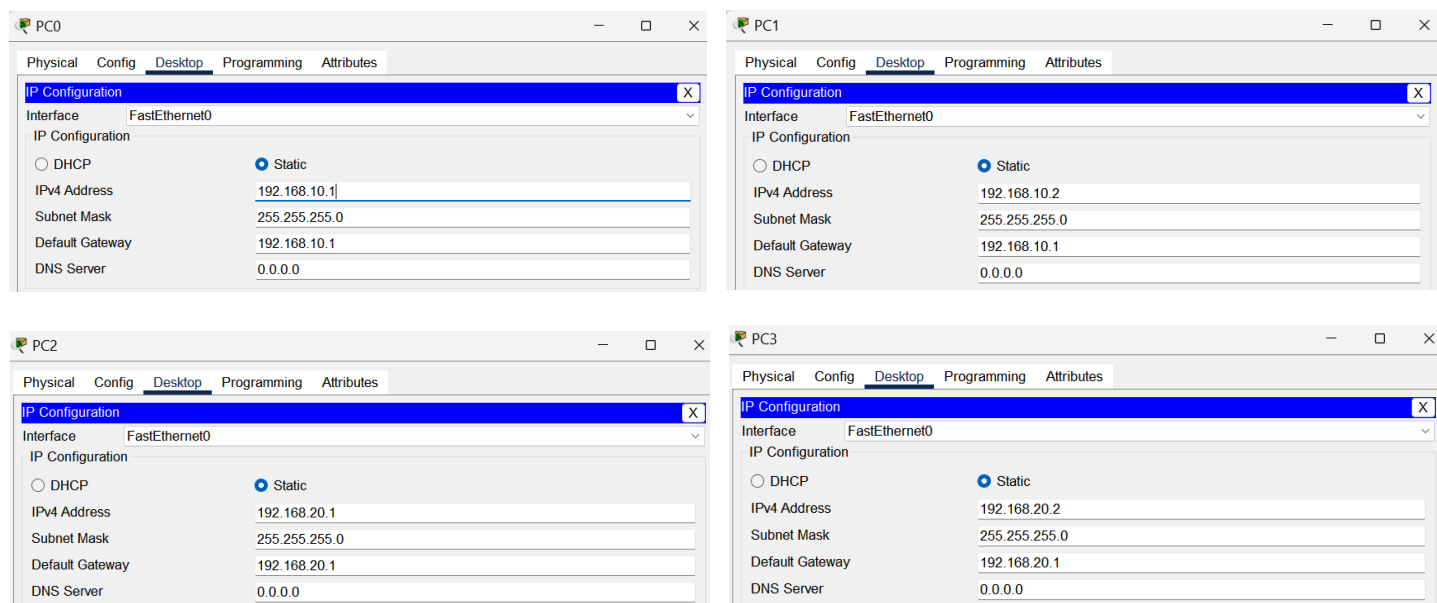 PC0
Physical Config Desktop Programming Attributes
IP Configuration X
Interface FastEthernet0
IP Configuration
DHCP Static
IPv4 Address 192.168.10.1
Subnet Mask 255.255.255.0
Default Gateway 192.168.10.1
DNS Server 0.0.0.0
PC1
Physical Config Desktop Programming Attributes
IP Configuration X
Interface FastEthernet0
IP Configuration
DHCP Static
IPv4 Address 192.168.10.2
Subnet Mask 255.255.255.0
Default Gateway 192.168.10.1
DNS Server 0.0.0.0
PC2
Physical Config Desktop Programming Attributes
IP Configuration X
Interface FastEthernet0
IP Configuration
DHCP Static
IPv4 Address 192.168.20.1
Subnet Mask 255.255.255.0
Default Gateway 192.168.20.1
DNS Server 0.0.0.0
PC3
Physical Config Desktop Programming Attributes
IP Configuration X
Interface FastEthernet0
IP Configuration
DHCP Static
IPv4 Address 192.168.20.2
Subnet Mask 255.255.255.0
Default Gateway 192.168.20.1
DNS Server 0.0.0.0